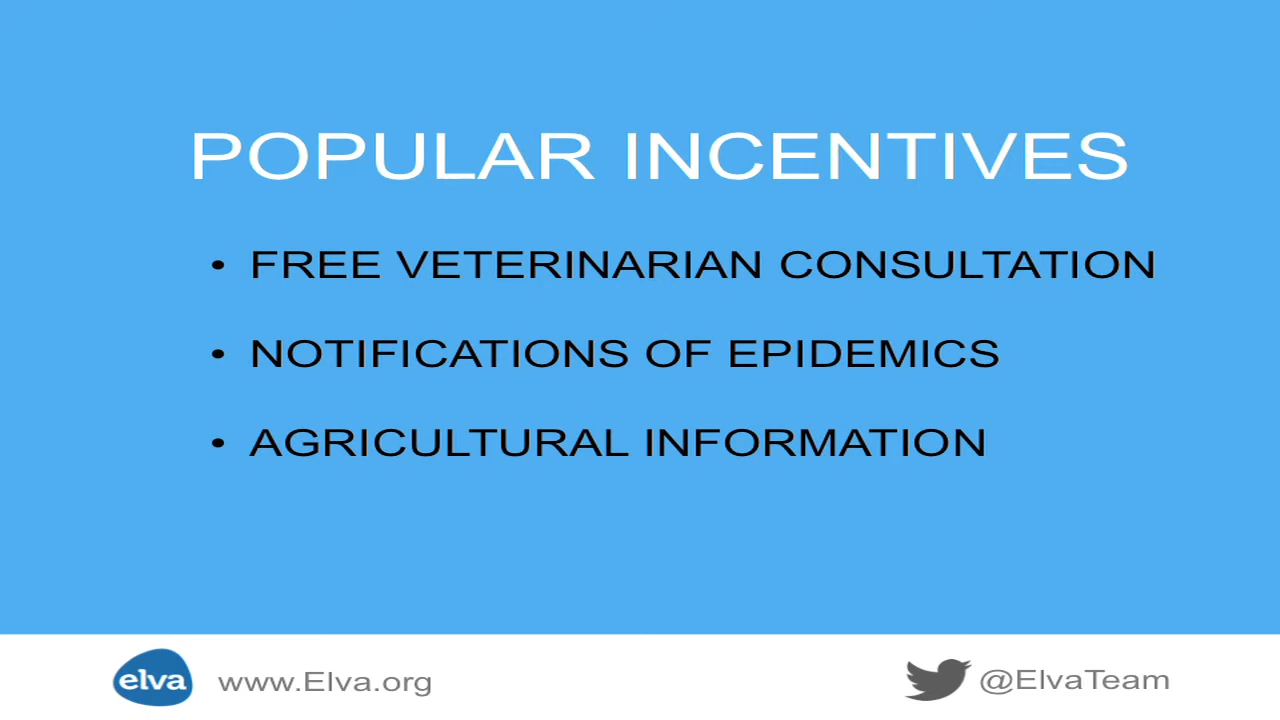 POPULAR INCENTIVES
• FREE VETERINARIAN CONSULTATION
• NOTIFICATIONS OF EPIDEMICS
• AGRICULTURAL INFORMATION
elva www.Elva.org @ElvaTeam